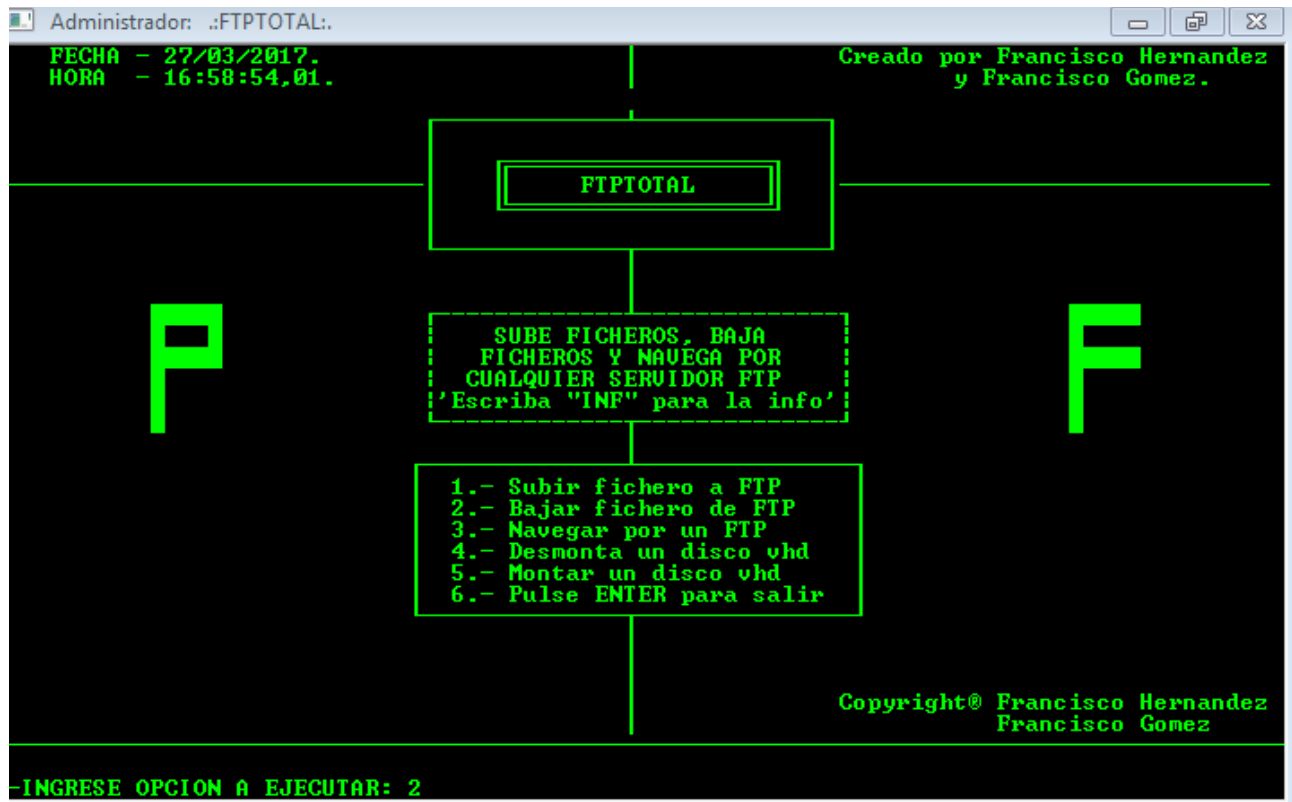 Administrador: .:FTPTOTAL:.
FECHA - 27/03/2017.
HORA - 16:58:54,01.
Creado por Francisco Hernandez
y Francisco Gomez.
FTPTOTAL
P
F
SUBE FICHEROS, BAJA
FICHEROS Y NAVEGA POR
CUALQUIER SERVIDOR FTP
'Escriba "INF" para la info'
1.- Subir fichero a FTP
2.- Bajar fichero de FTP
3.- Navegar por un FTP
4.- Desmonta un disco vhd
5.- Montar un disco vhd
6.- Pulse ENTER para salir
Copyright® Francisco Hernandez
Francisco Gomez
-INGRESE OPCION A EJECUTAR: 2